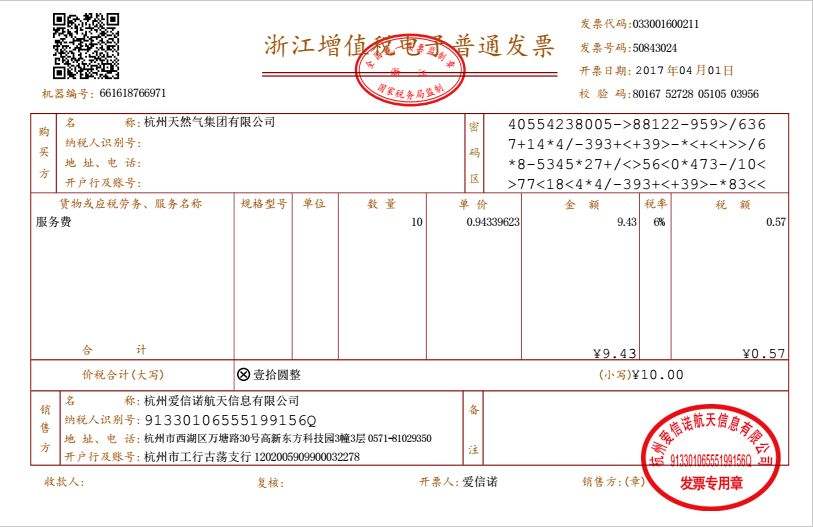 浙江增值税电子普通发票
全国统一发票监制章
浙江
国家税务局监制
发票代码:033001600211
发票号码:50843024
开票日期:2017年04月01日
校 验 码:80167 52728 05105 03956
机器编号:661618766971
购买方
名 称:杭州天然气集团有限公司
纳税人识别号:
地 址、电 话:
开户行及账号:
密码区
40554238005->88122-959>/636
7+14*4/-393+<+39>-*<+<+>>/6
*8-5345*27+/<>56<0*473-/10<
>77<18<4*4/-393+<+39>-*83<<
货物或应税劳务、服务名称 规格型号 单位 数 量 单 价 金 额 税率 税 额
服务费 10 0.94339623 9.43 6% 0.57
合 计 ¥9.43 ¥0.57
价税合计(大写) ⊗壹拾圆整 (小写)¥10.00
销售方
名 称:杭州爱信诺航天信息有限公司
纳税人识别号:91330106555199156Q
地 址、电 话:杭州市西湖区万塘路30号高新东方科技园3幢3层 0571-81029350
开户行及账号:杭州市工行古荡支行 1202005909900032278
备注
收款人: 复核: 开票人:爱信诺 销售方:(章)
杭州爱信诺航天信息有限公司
91330106555199156Q
发票专用章